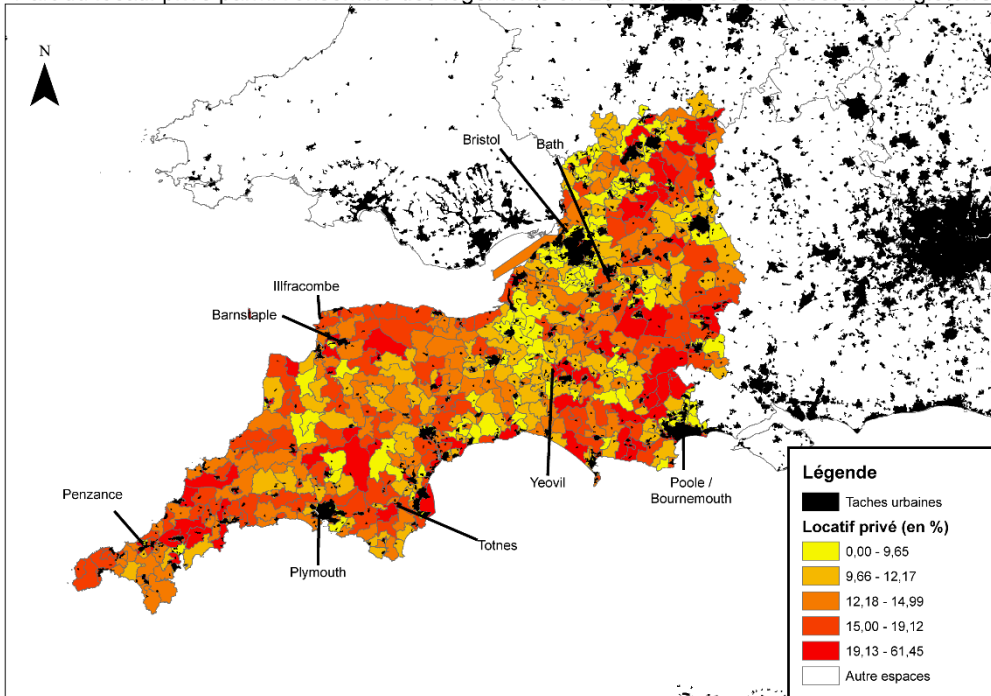 N
Bristol
Bath
Illfracombe
Barnstaple
Penzance
Yeovil
Poole /
Bournemouth
Totnes
Plymouth
Légende
Taches urbaines
Locatif privé (en %)
0,00 - 9,65
9,66 - 12,17
12,18 - 14,99
15,00 - 19,12
19,13 - 61,45
Autre espaces